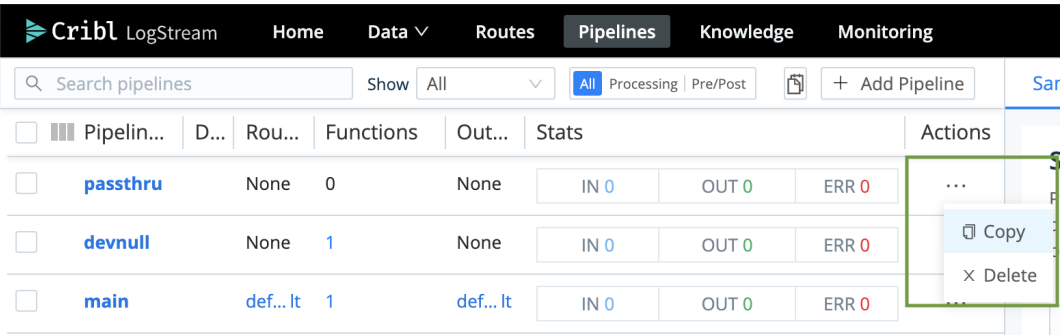 Cribl LogStream Home Data Routes Pipelines Knowledge Monitoring
Search pipelines Show All All Processing Pre/Post + Add Pipeline
Pipelin... D... Rou... Functions Out... Stats Actions
passthru None 0 None IN 0 OUT 0 ERR 0 ...
Copy
devnull None 1 None IN 0 OUT 0 ERR 0
Delete
main def... lt 1 def... lt IN 0 OUT 0 ERR 0 ...